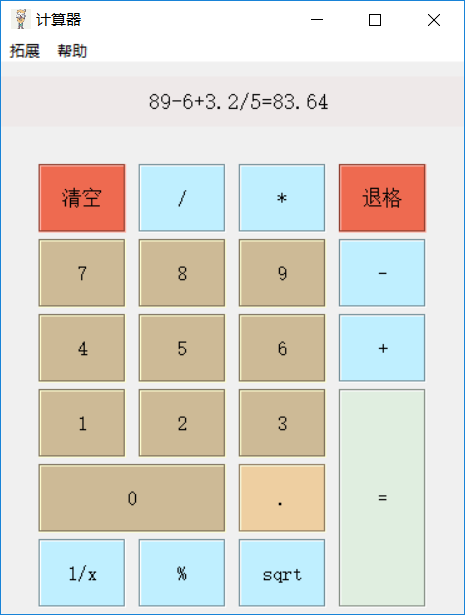 计算器
拓展 帮助
89-6+3.2/5=83.64
清空 / * 退格
7 8 9 -
4 5 6 +
1 2 3
0 . =
1/x % sqrt